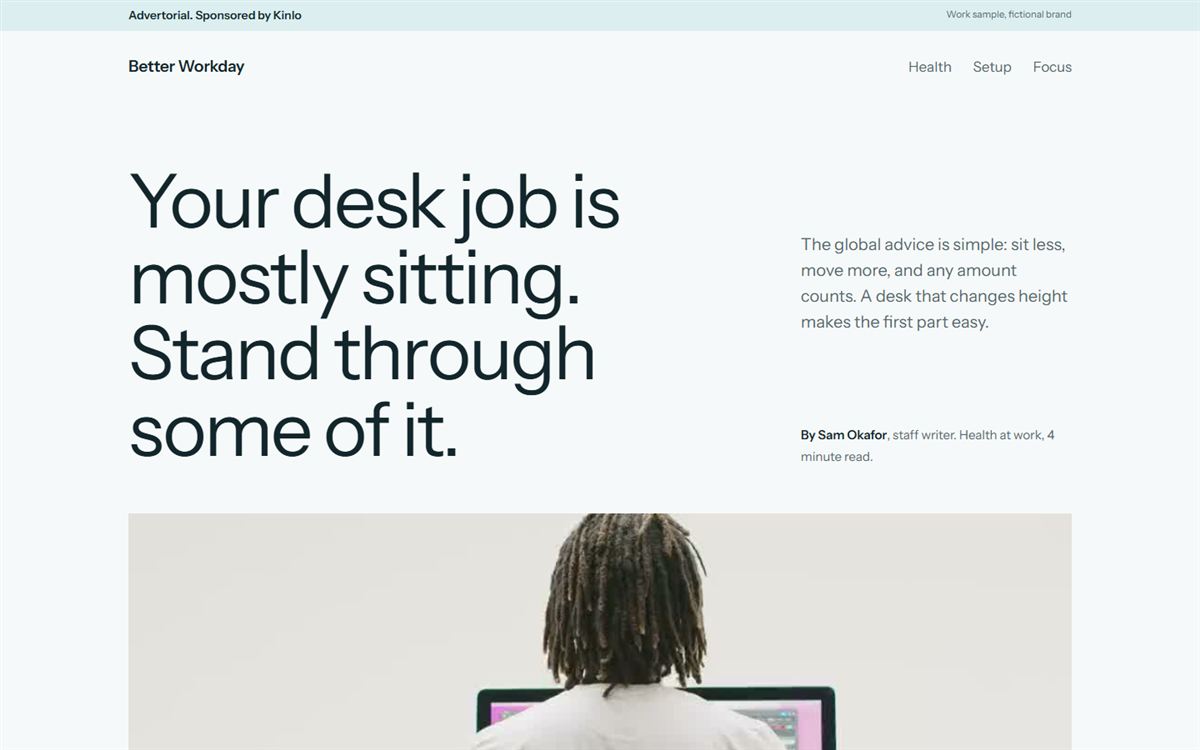 Advertorial. Sponsored by Kinlo
Work sample, fictional brand
Better Workday
Health
Setup
Focus
Your desk job is
mostly sitting.
Stand through
some of it.
The global advice is simple: sit less,
move more, and any amount
counts. A desk that changes height
makes the first part easy.
By Sam Okafor, staff writer. Health at work, 4
minute read.